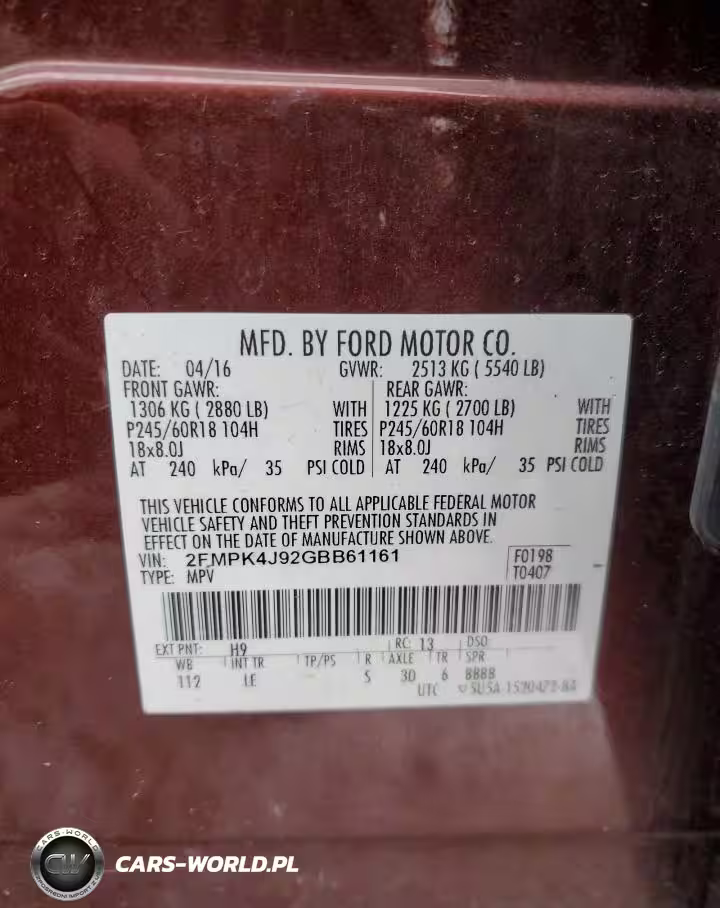 MFD. BY FORD MOTOR CO.
DATE: 04/16 GVWR: 2513 KG ( 5540 LB)
FRONT GAWR: REAR GAWR:
1306 KG ( 2880 LB) WITH 1225 KG ( 2700 LB) WITH
P245/60R18 104H TIRES P245/60R18 104H TIRES
18x8.0J RIMS 18x8.0J RIMS
AT 240 kPa/ 35 PSI COLD AT 240 kPa/ 35 PSI COLD
THIS VEHICLE CONFORMS TO ALL APPLICABLE FEDERAL MOTOR
VEHICLE SAFETY AND THEFT PREVENTION STANDARDS IN
EFFECT ON THE DATE OF MANUFACTURE SHOWN ABOVE.
VIN: 2FMPK4J92GBB61161 F0198
TYPE: MPV T0407
EXT PNT: H9 RC: 13 DSO:
WB INT TR TP/PS R AXLE TR SPR
112 LE S 30 6 8888
UTC
CARS-WORLD
CW
CARS-WORLD.PL